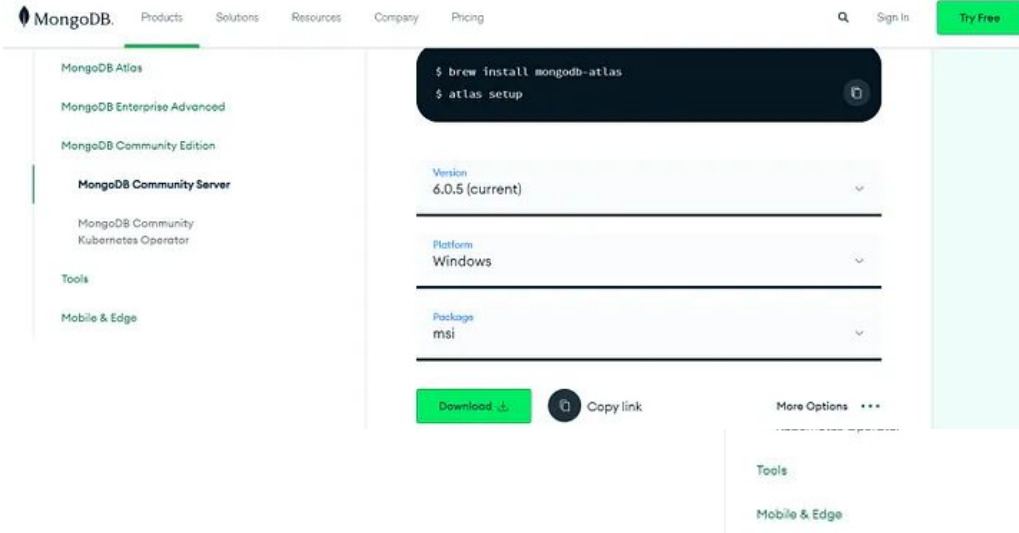 MongoDB. Products Solutions Resources Company Pricing Sign In Try Free
MongoDB Atlas
MongoDB Enterprise Advanced
MongoDB Community Edition
MongoDB Community Server
MongoDB Community
Kubernetes Operator
Tools
Mobile & Edge
$ brew install mongodb-atlas
$ atlas setup
Version
6.0.5 (current)
Platform
Windows
Package
msi
Download Copy link More Options
Tools
Mobile & Edge